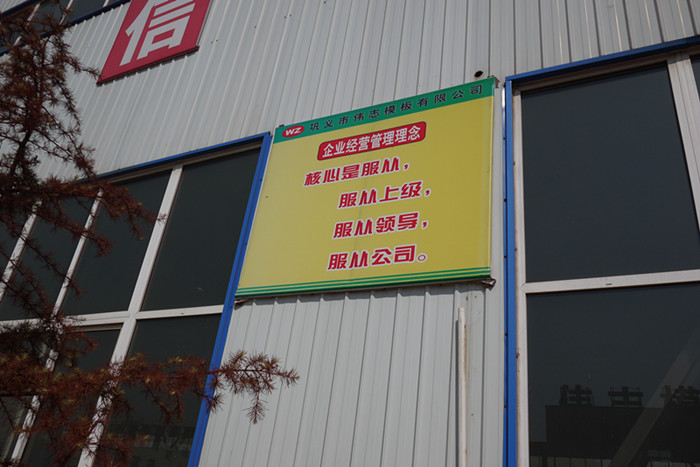 信
WZ 巩义市伟志模板有限公司
企业经营管理理念
核心是服从，
服从上级，
服从领导，
服从公司。